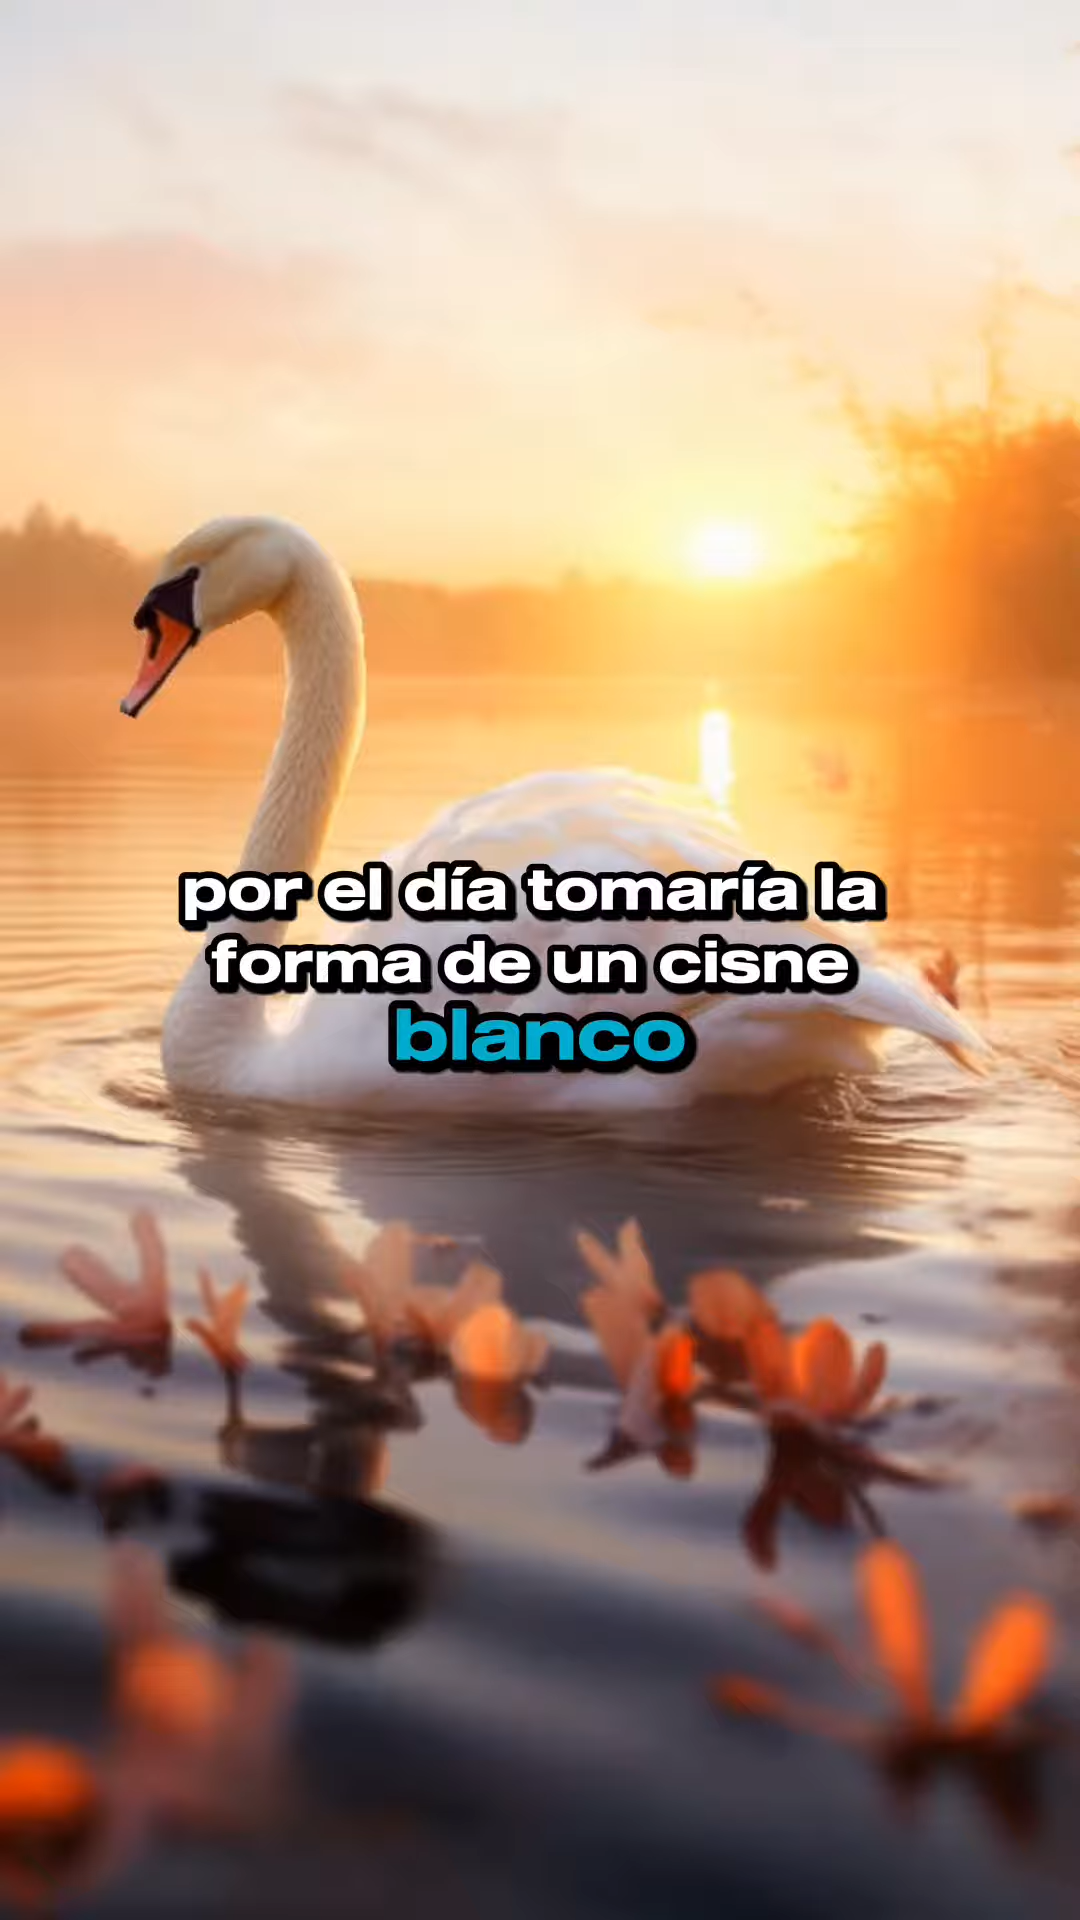 por el día tomaría la
forma de un cisne
blanco